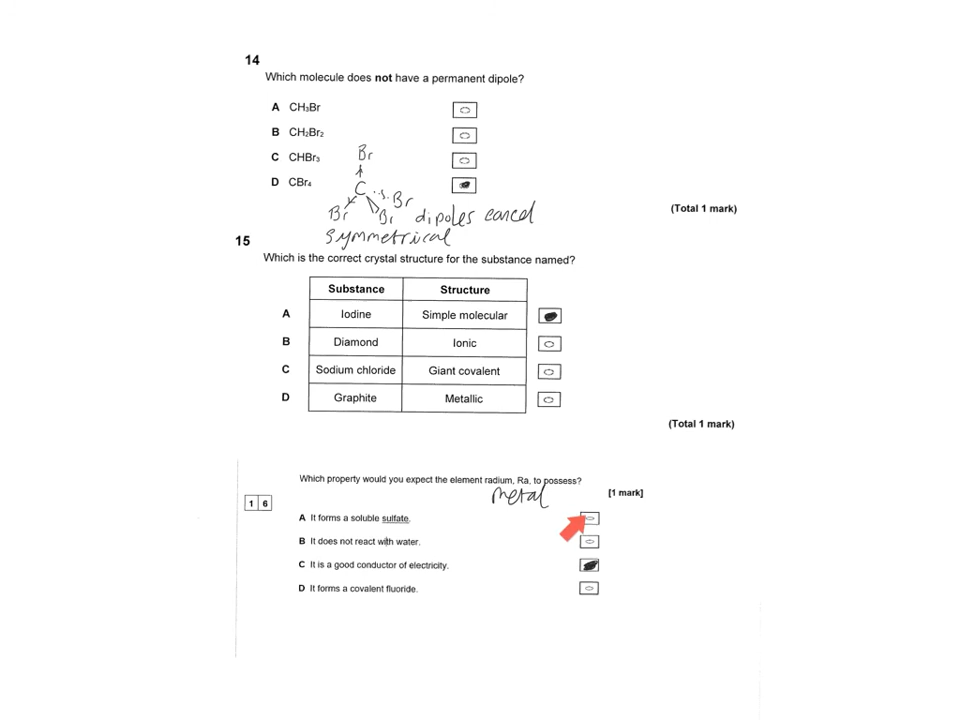 14
Which molecule does not have a permanent dipole?
A CH₃Br
B CH₂Br₂
C CHBr₃
D CBr₄
Br
C
Br Br Br
dipoles cancel
symmetrical
(Total 1 mark)
15
Which is the correct crystal structure for the substance named?
Substance Structure
A Iodine Simple molecular
B Diamond Ionic
C Sodium chloride Giant covalent
D Graphite Metallic
(Total 1 mark)
Which property would you expect the element radium, Ra, to possess?
metal
[1 mark]
1 6
A It forms a soluble sulfate.
B It does not react with water.
C It is a good conductor of electricity.
D It forms a covalent fluoride.